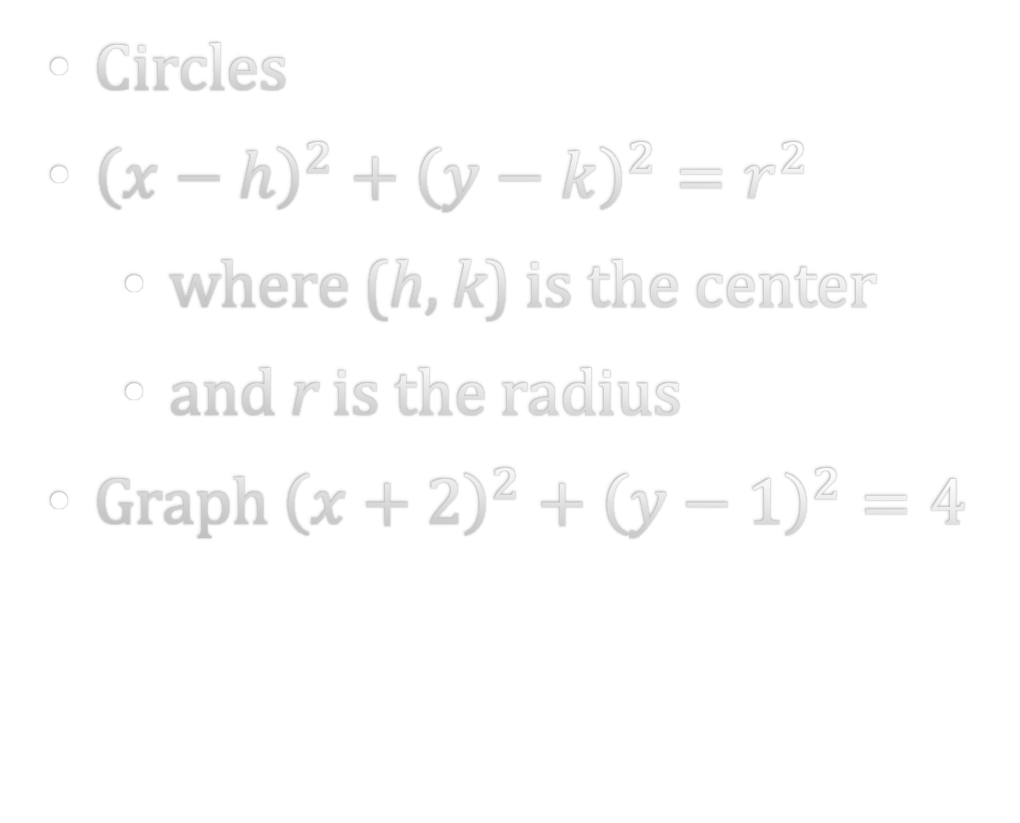 ◦ Circles
◦ (x − h)² + (y − k)² = r²
◦ where (h, k) is the center
◦ and r is the radius
◦ Graph (x + 2)² + (y − 1)² = 4